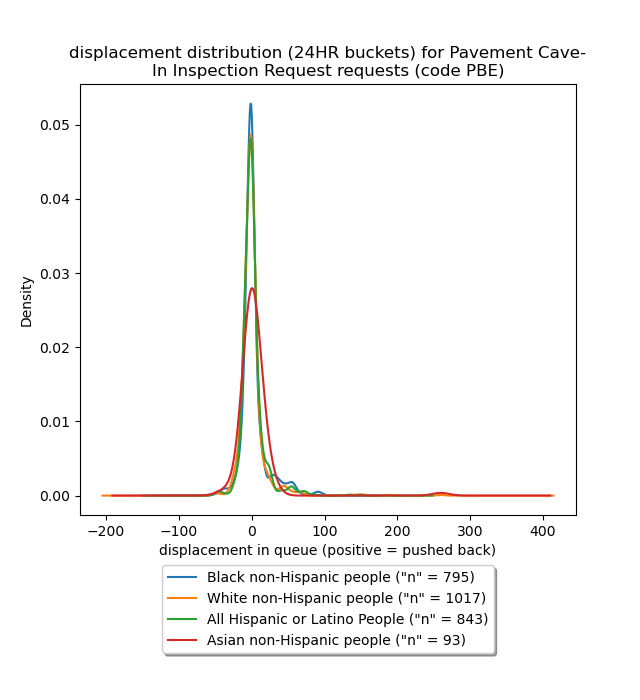 displacement distribution (24HR buckets) for Pavement Cave-
In Inspection Request requests (code PBE)
0.05
0.04
0.03
0.02
0.01
0.00
Density
−200
−100
0
100
200
300
400
displacement in queue (positive = pushed back)
Black non-Hispanic people ("n" = 795)
White non-Hispanic people ("n" = 1017)
All Hispanic or Latino People ("n" = 843)
Asian non-Hispanic people ("n" = 93)